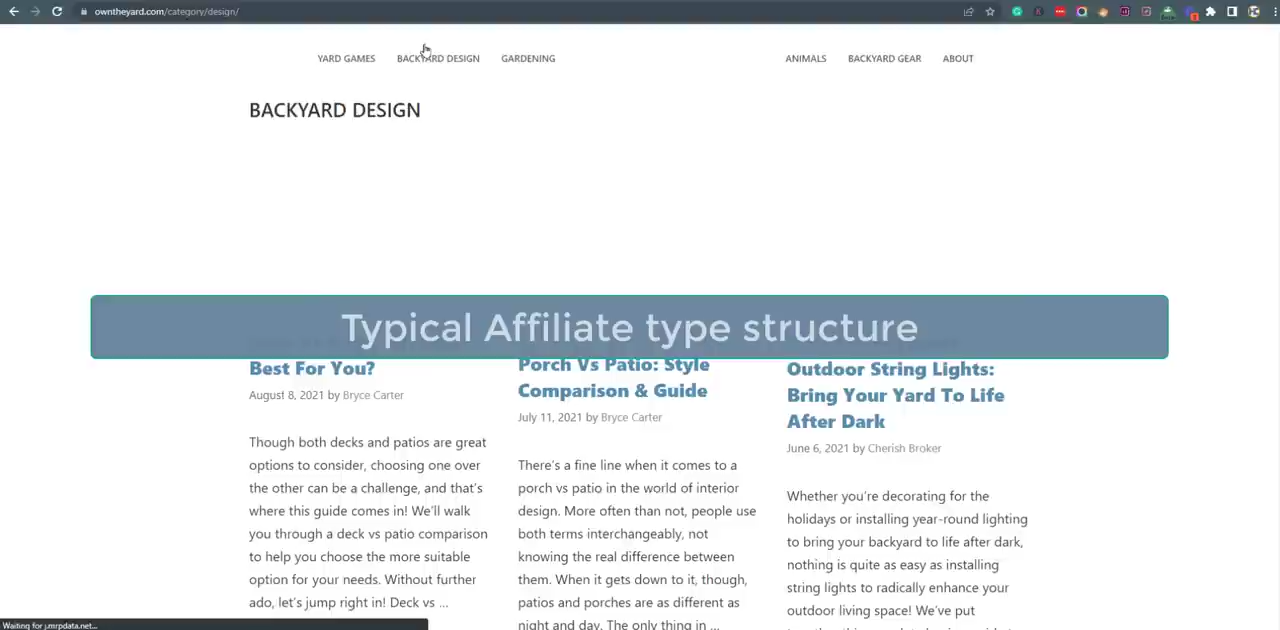 owntheyard.com/category/design/
YARD GAMES BACKYARD DESIGN GARDENING ANIMALS BACKYARD GEAR ABOUT
BACKYARD DESIGN
Typical Affiliate type structure
Best For You?
August 8, 2021 by Bryce Carter
Though both decks and patios are great
options to consider, choosing one over
the other can be a challenge, and that's
where this guide comes in! We'll walk
you through a deck vs patio comparison
to help you choose the more suitable
option for your needs. Without further
ado, let's jump right in! Deck vs ...
Porch Vs Patio: Style
Comparison & Guide
July 11, 2021 by Bryce Carter
There's a fine line when it comes to a
porch vs patio in the world of interior
design. More often than not, people use
both terms interchangeably, not
knowing the real difference between
them. When it gets down to it, though,
patios and porches are as different as
night and day. The only thing in ...
Outdoor String Lights:
Bring Your Yard To Life
After Dark
June 6, 2021 by Cherish Broker
Whether you're decorating for the
holidays or installing year-round lighting
to bring your backyard to life after dark,
nothing is quite as easy as installing
string lights to radically enhance your
outdoor living space! We've put
Waiting for j.mrpdata.net...